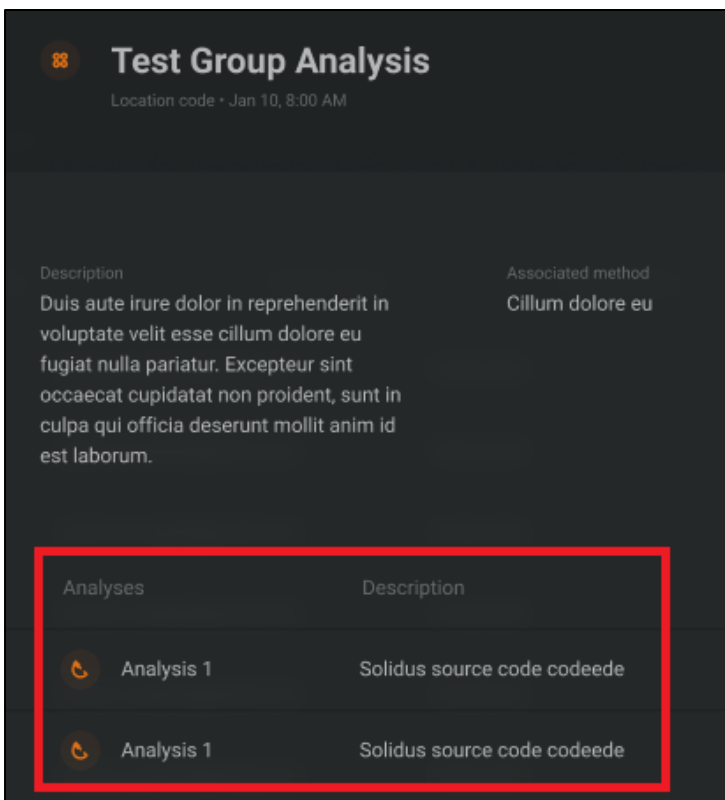 Test Group Analysis
Location code • Jan 10, 8:00 AM
Description
Duis aute irure dolor in reprehenderit in
voluptate velit esse cillum dolore eu
fugiat nulla pariatur. Excepteur sint
occaecat cupidatat non proident, sunt in
culpa qui officia deserunt mollit anim id
est laborum.
Associated method
Cillum dolore eu
Analyses Description
Analysis 1 Solidus source code codeede
Analysis 1 Solidus source code codeede